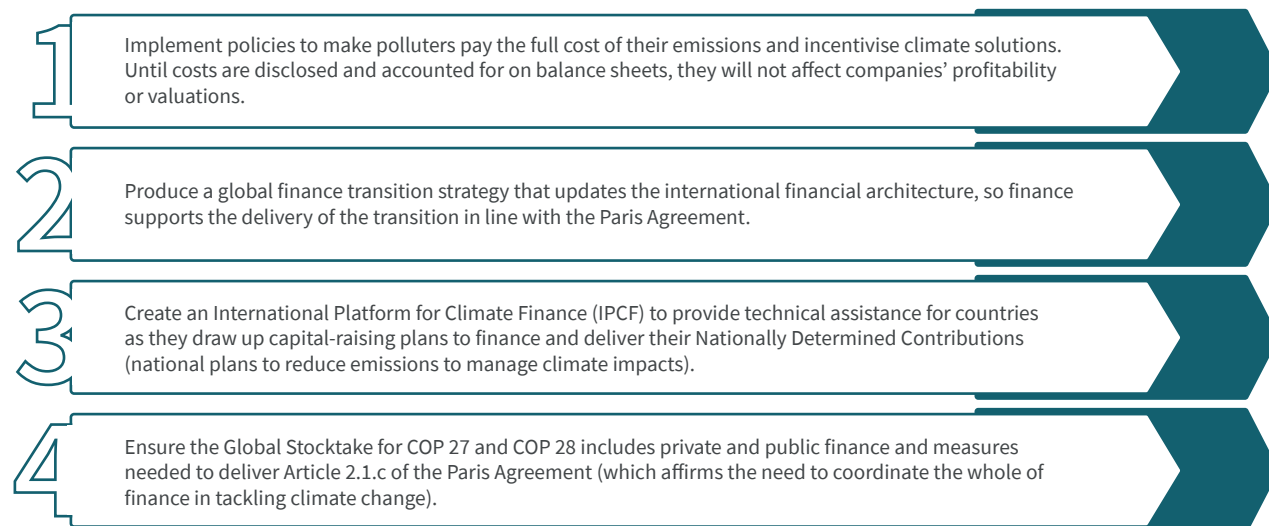 1
Implement policies to make polluters pay the full cost of their emissions and incentivise climate solutions.
Until costs are disclosed and accounted for on balance sheets, they will not affect companies’ profitability
or valuations.
2
Produce a global finance transition strategy that updates the international financial architecture, so finance
supports the delivery of the transition in line with the Paris Agreement.
3
Create an International Platform for Climate Finance (IPCF) to provide technical assistance for countries
as they draw up capital-raising plans to finance and deliver their Nationally Determined Contributions
(national plans to reduce emissions to manage climate impacts).
4
Ensure the Global Stocktake for COP 27 and COP 28 includes private and public finance and measures
needed to deliver Article 2.1.c of the Paris Agreement (which affirms the need to coordinate the whole of
finance in tackling climate change).